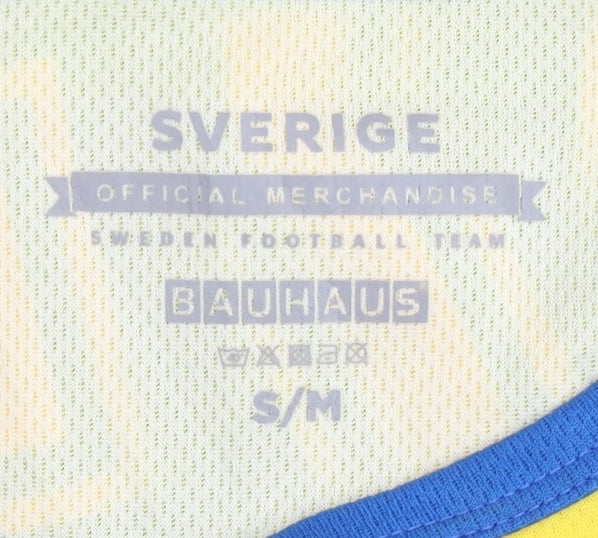 SVERIGE
OFFICIAL MERCHANDISE
SWEDEN FOOTBALL TEAM
BAUHAUS
S/M